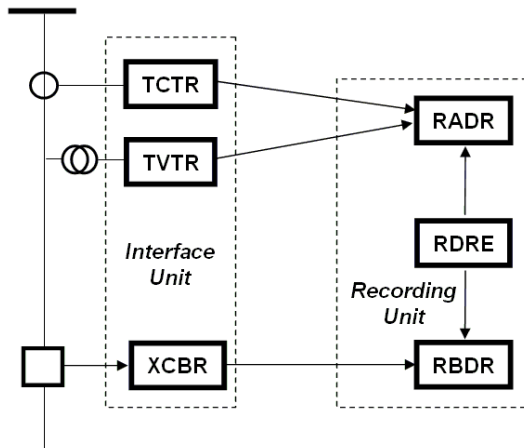 TCTR
RADR
TVTR
RDRE
Interface
Unit
Recording
Unit
XCBR
RBDR